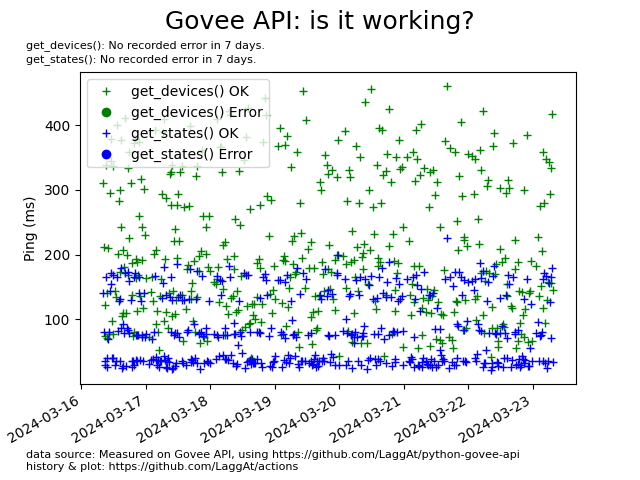 Govee API: is it working?
get_devices(): No recorded error in 7 days.
get_states(): No recorded error in 7 days.
get_devices() OK
get_devices() Error
get_states() OK
get_states() Error
400
300
200
100
Ping (ms)
2024-03-16
2024-03-17
2024-03-18
2024-03-19
2024-03-20
2024-03-21
2024-03-22
2024-03-23
data source: Measured on Govee API, using https://github.com/LaggAt/python-govee-api
history & plot: https://github.com/LaggAt/actions